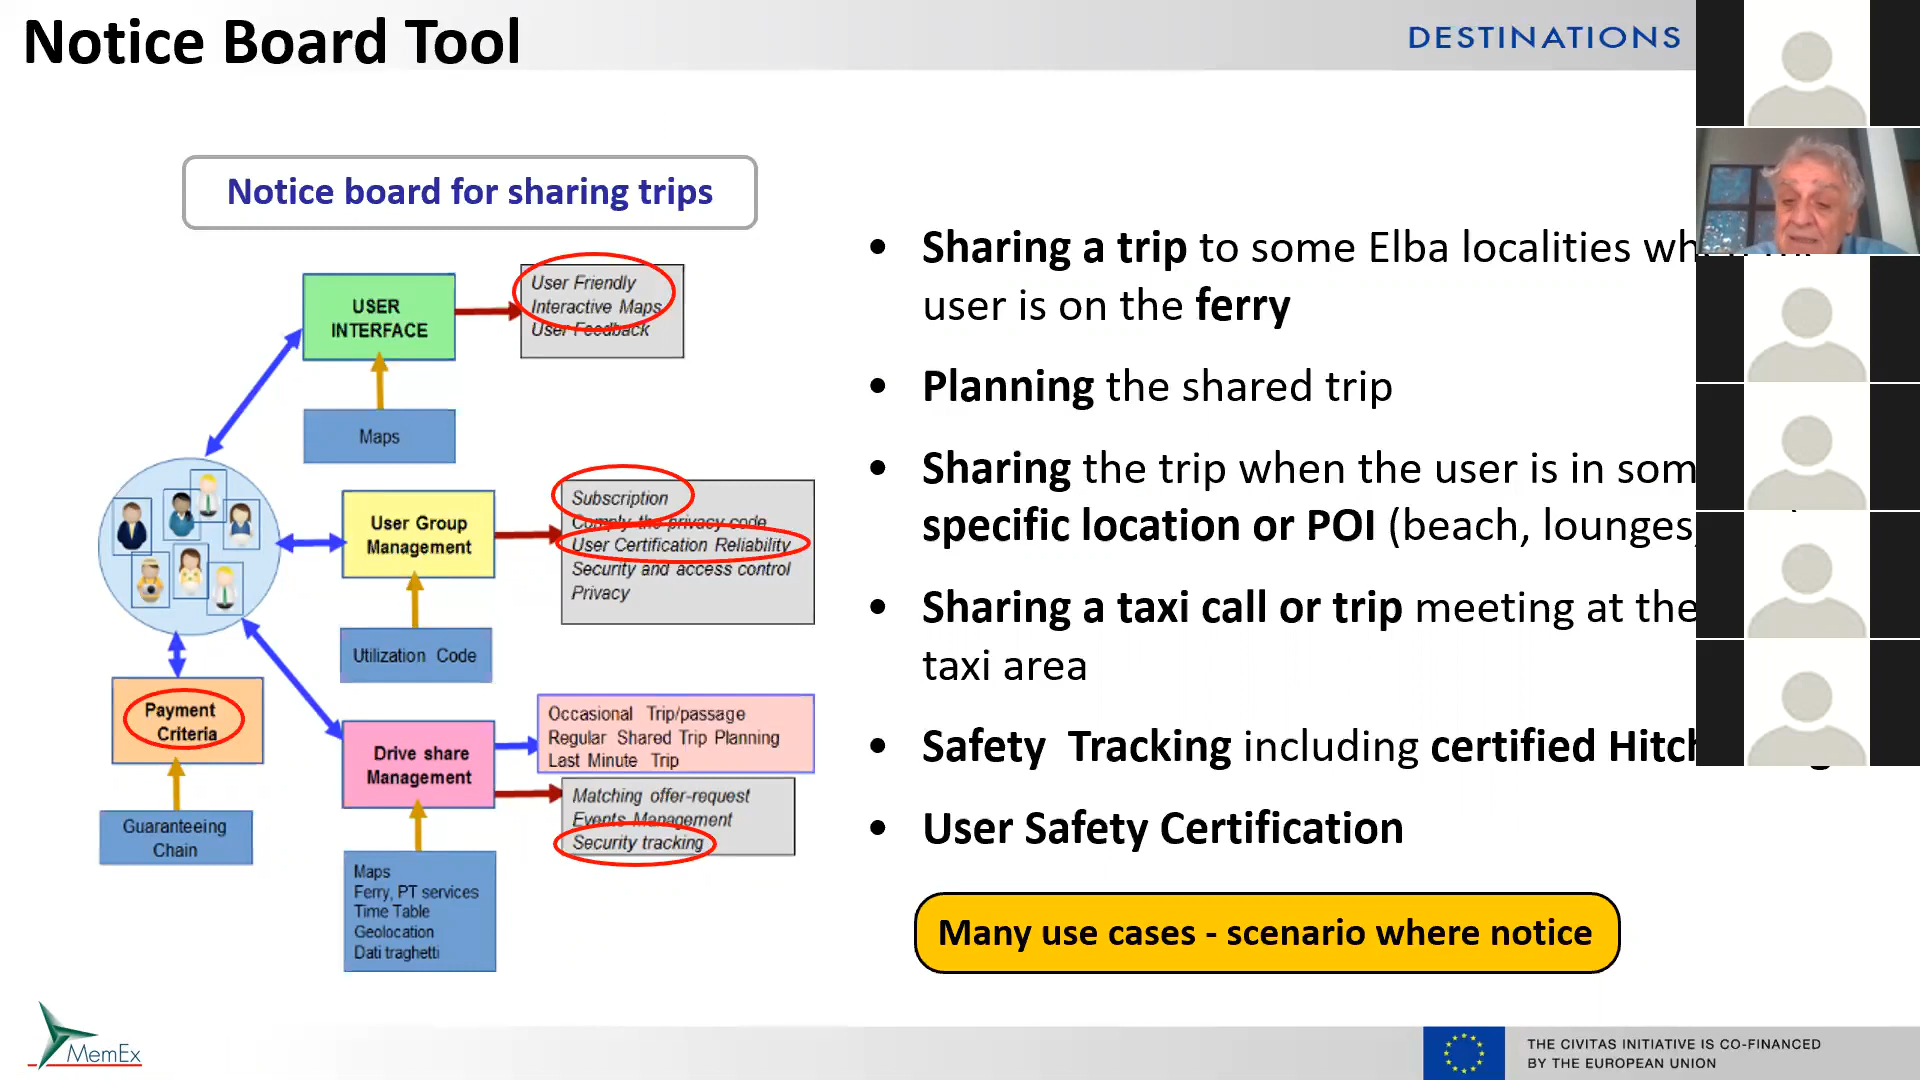 Notice Board Tool
DESTINATIONS
Notice board for sharing trips
USER
INTERFACE
User Friendly
Interactive Maps
User Feedback
Maps
User Group
Management
Subscription
Comply the privacy code
User Certification Reliability
Security and access control
Privacy
Utilization Code
Payment
Criteria
Guaranteeing
Chain
Drive share
Management
Occasional Trip/passage
Regular Shared Trip Planning
Last Minute Trip
Matching offer-request
Events Management
Security tracking
Maps
Ferry, PT services
Time Table
Geolocation
Dati traghetti
• Sharing a trip to some Elba localities
user is on the ferry
• Planning the shared trip
• Sharing the trip when the user is in
specific location or POI (beach, lounges,
• Sharing a taxi call or trip meeting at the
taxi area
• Safety Tracking including certified
• User Safety Certification
Many use cases - scenario where notice
MemEx
THE CIVITAS INITIATIVE IS CO-FINANCED
BY THE EUROPEAN UNION